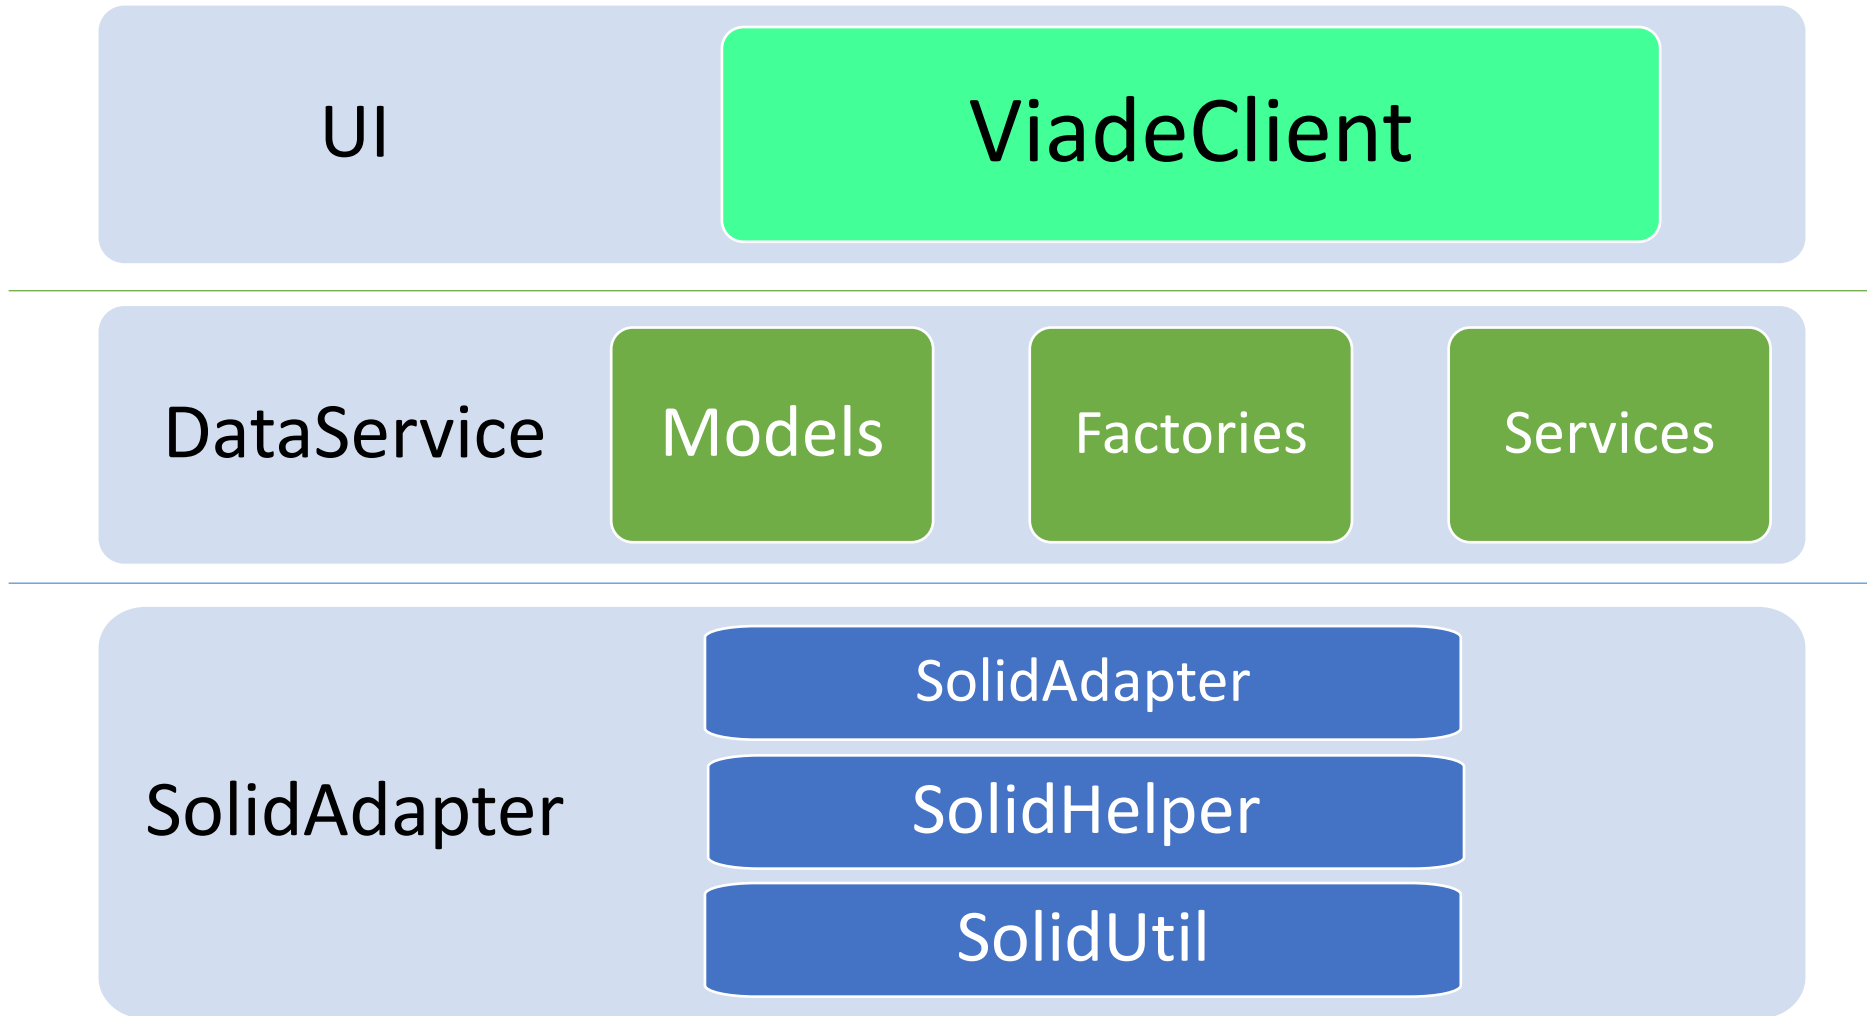 UI
ViadeClient
DataService
Models
Factories
Services
SolidAdapter
SolidAdapter
SolidHelper
SolidUtil